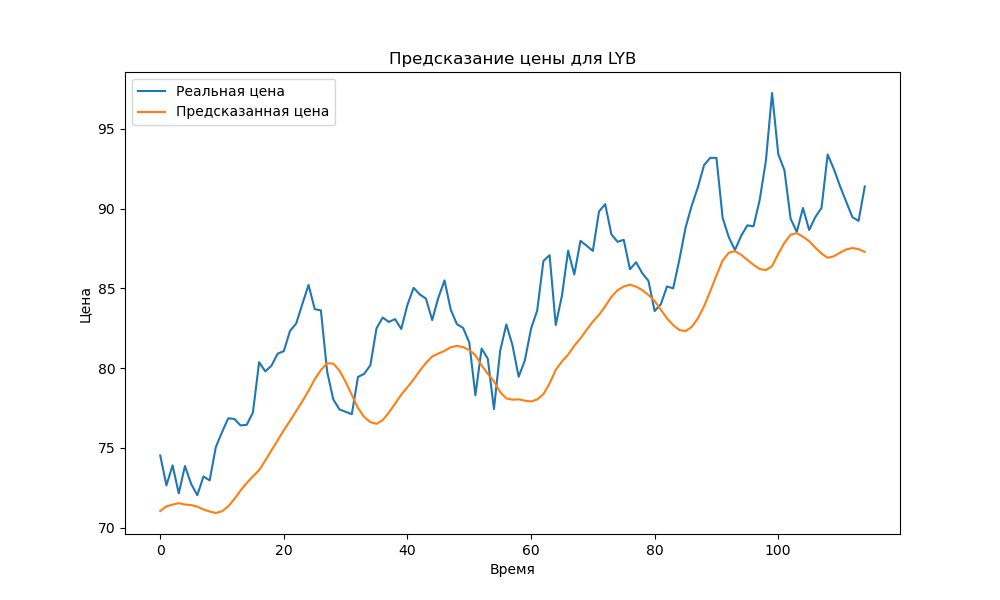 Предсказание цены для LYB
Реальная цена
Предсказанная цена
Цена
95
90
85
80
75
70
0 20 40 60 80 100
Время